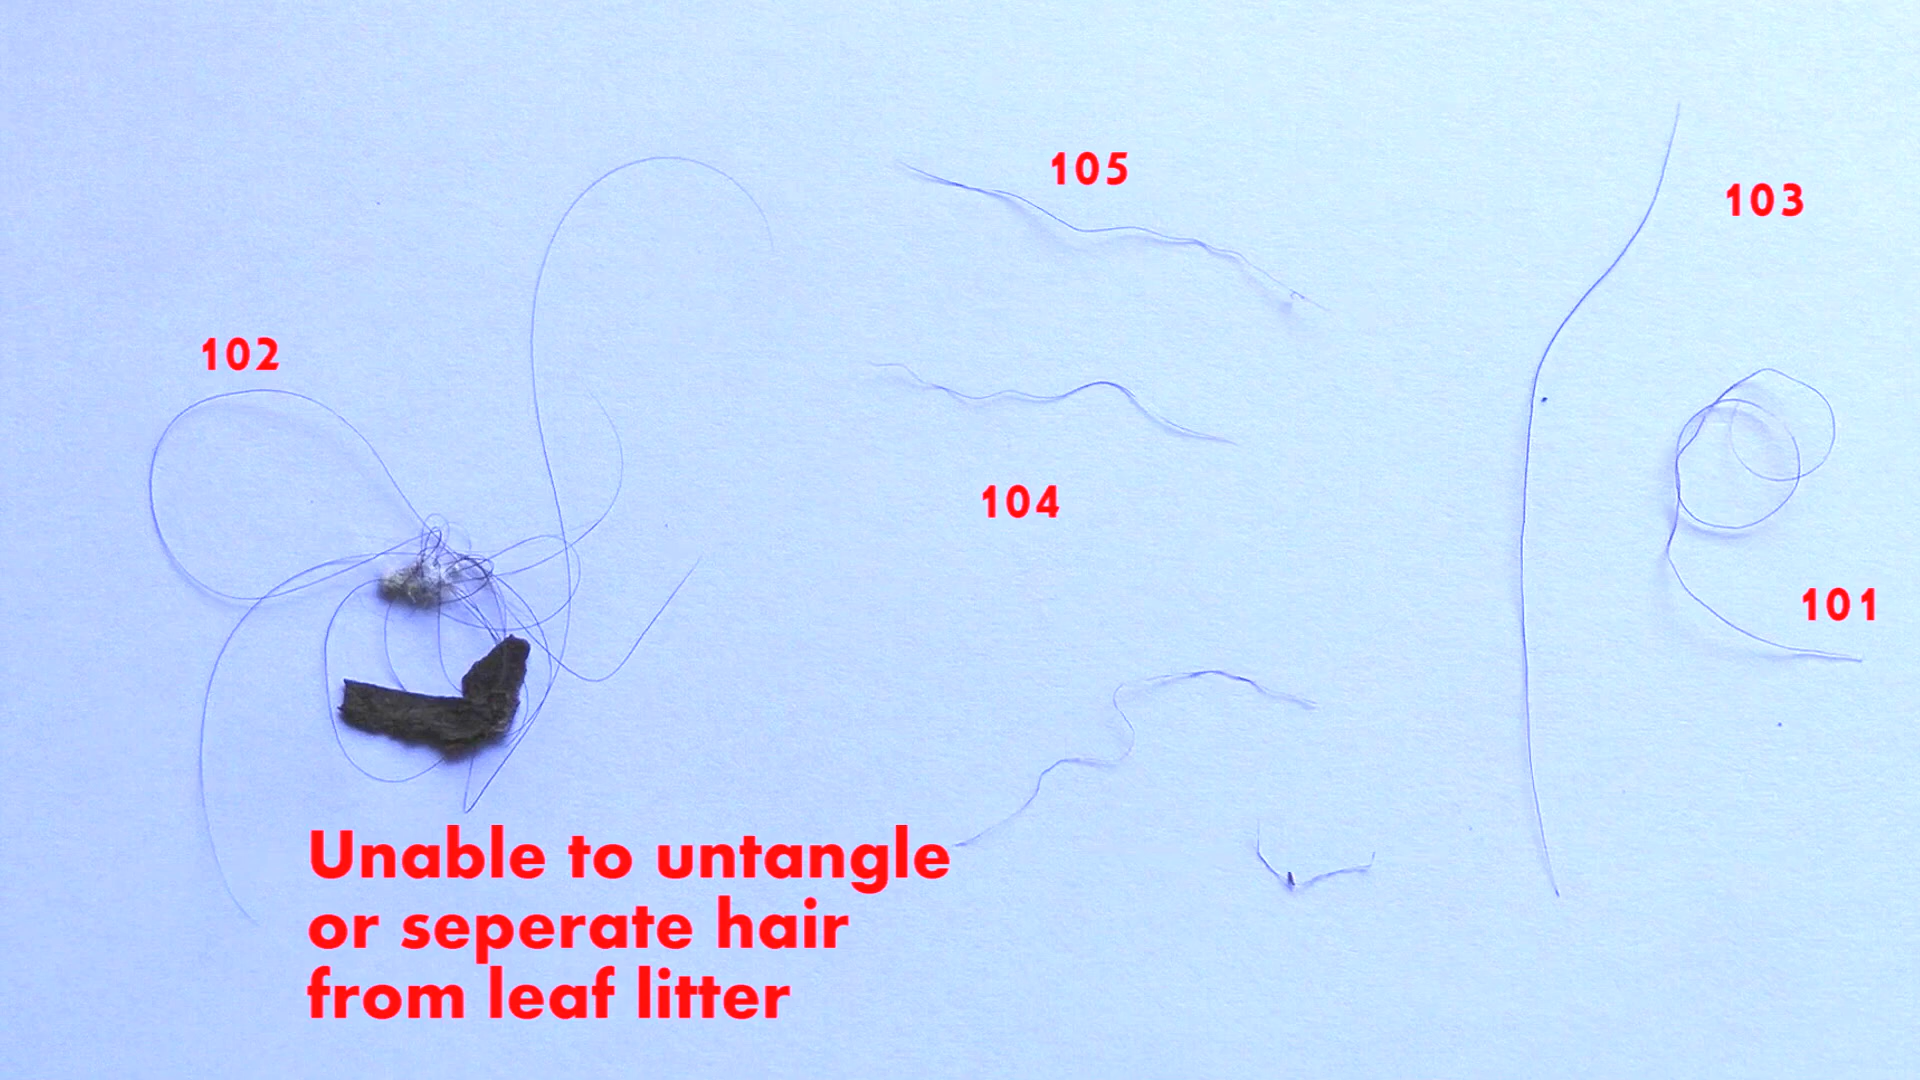 105
103
102
104
101
Unable to untangle
or seperate hair
from leaf litter